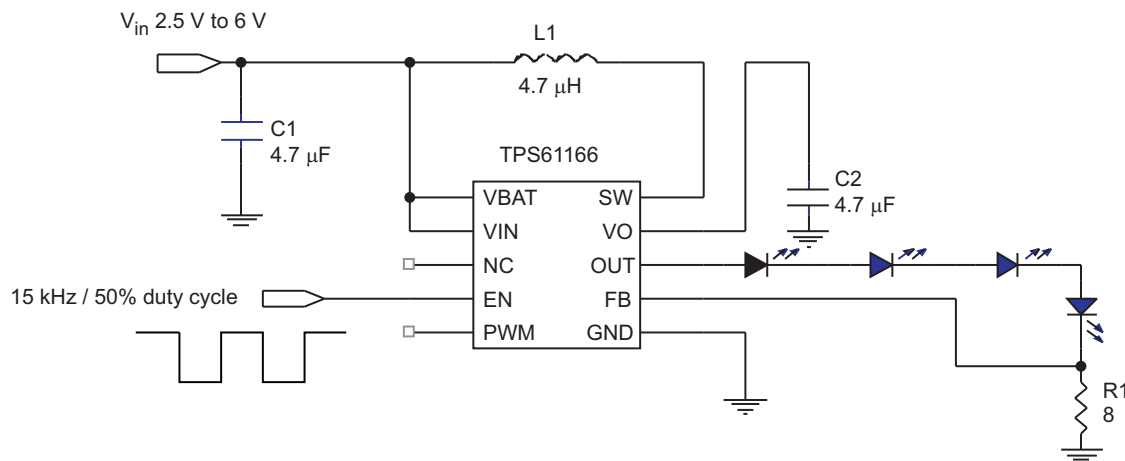 Vin 2.5 V to 6 V
L1
4.7 μH
C1
4.7 μF
TPS61166
C2
4.7 μF
VBAT
SW
VIN
VO
NC
OUT
15 kHz / 50% duty cycle
EN
FB
PWM
GND
R1
8